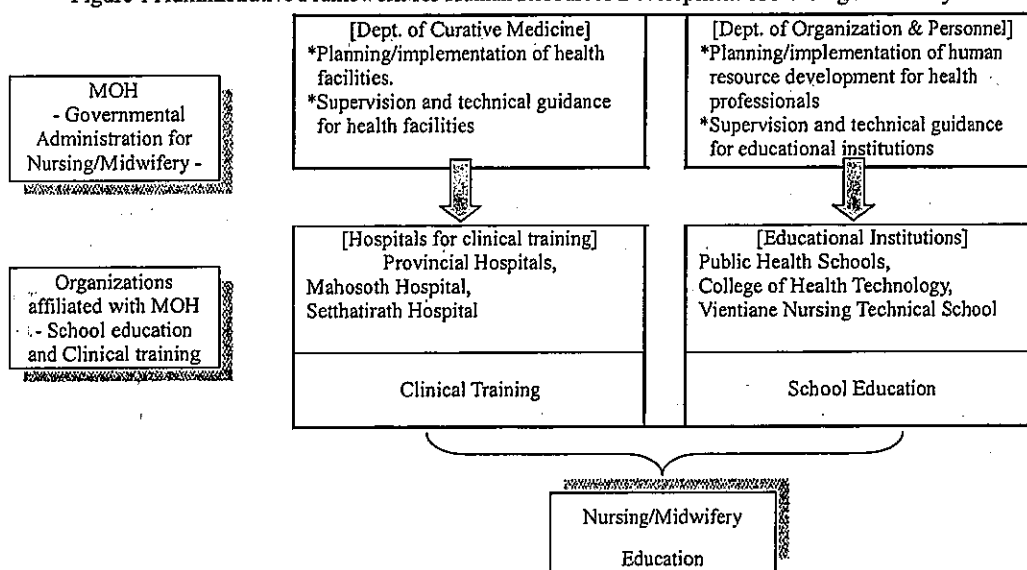 [Dept. of Curative Medicine]
*Planning/implementation of health
facilities.
*Supervision and technical guidance
for health facilities
[Dept. of Organization & Personnel]
*Planning/implementation of human
resource development for health
professionals
*Supervision and technical guidance
for educational institutions
MOH
- Governmental
Administration for
Nursing/Midwifery -
[Hospitals for clinical training]
Provincial Hospitals,
Mahosoth Hospital,
Setthatirath Hospital
[Educational Institutions]
Public Health Schools,
College of Health Technology,
Vientiane Nursing Technical School
Organizations
affiliated with MOH
- School education
and Clinical training
Clinical Training
School Education
Nursing/Midwifery
Education